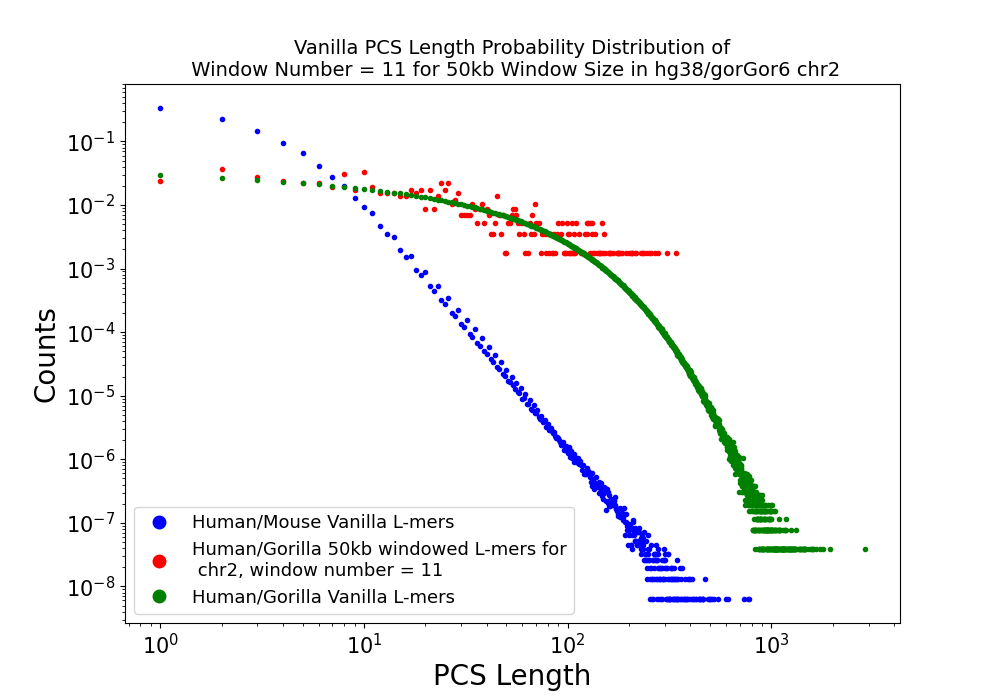 Vanilla PCS Length Probability Distribution of
Window Number = 11 for 50kb Window Size in hg38/gorGor6 chr2
Counts
10⁻¹
10⁻²
10⁻³
10⁻⁴
10⁻⁵
10⁻⁶
10⁻⁷
10⁻⁸
Human/Mouse Vanilla L-mers
Human/Gorilla 50kb windowed L-mers for
chr2, window number = 11
Human/Gorilla Vanilla L-mers
10⁰ 10¹ 10² 10³
PCS Length